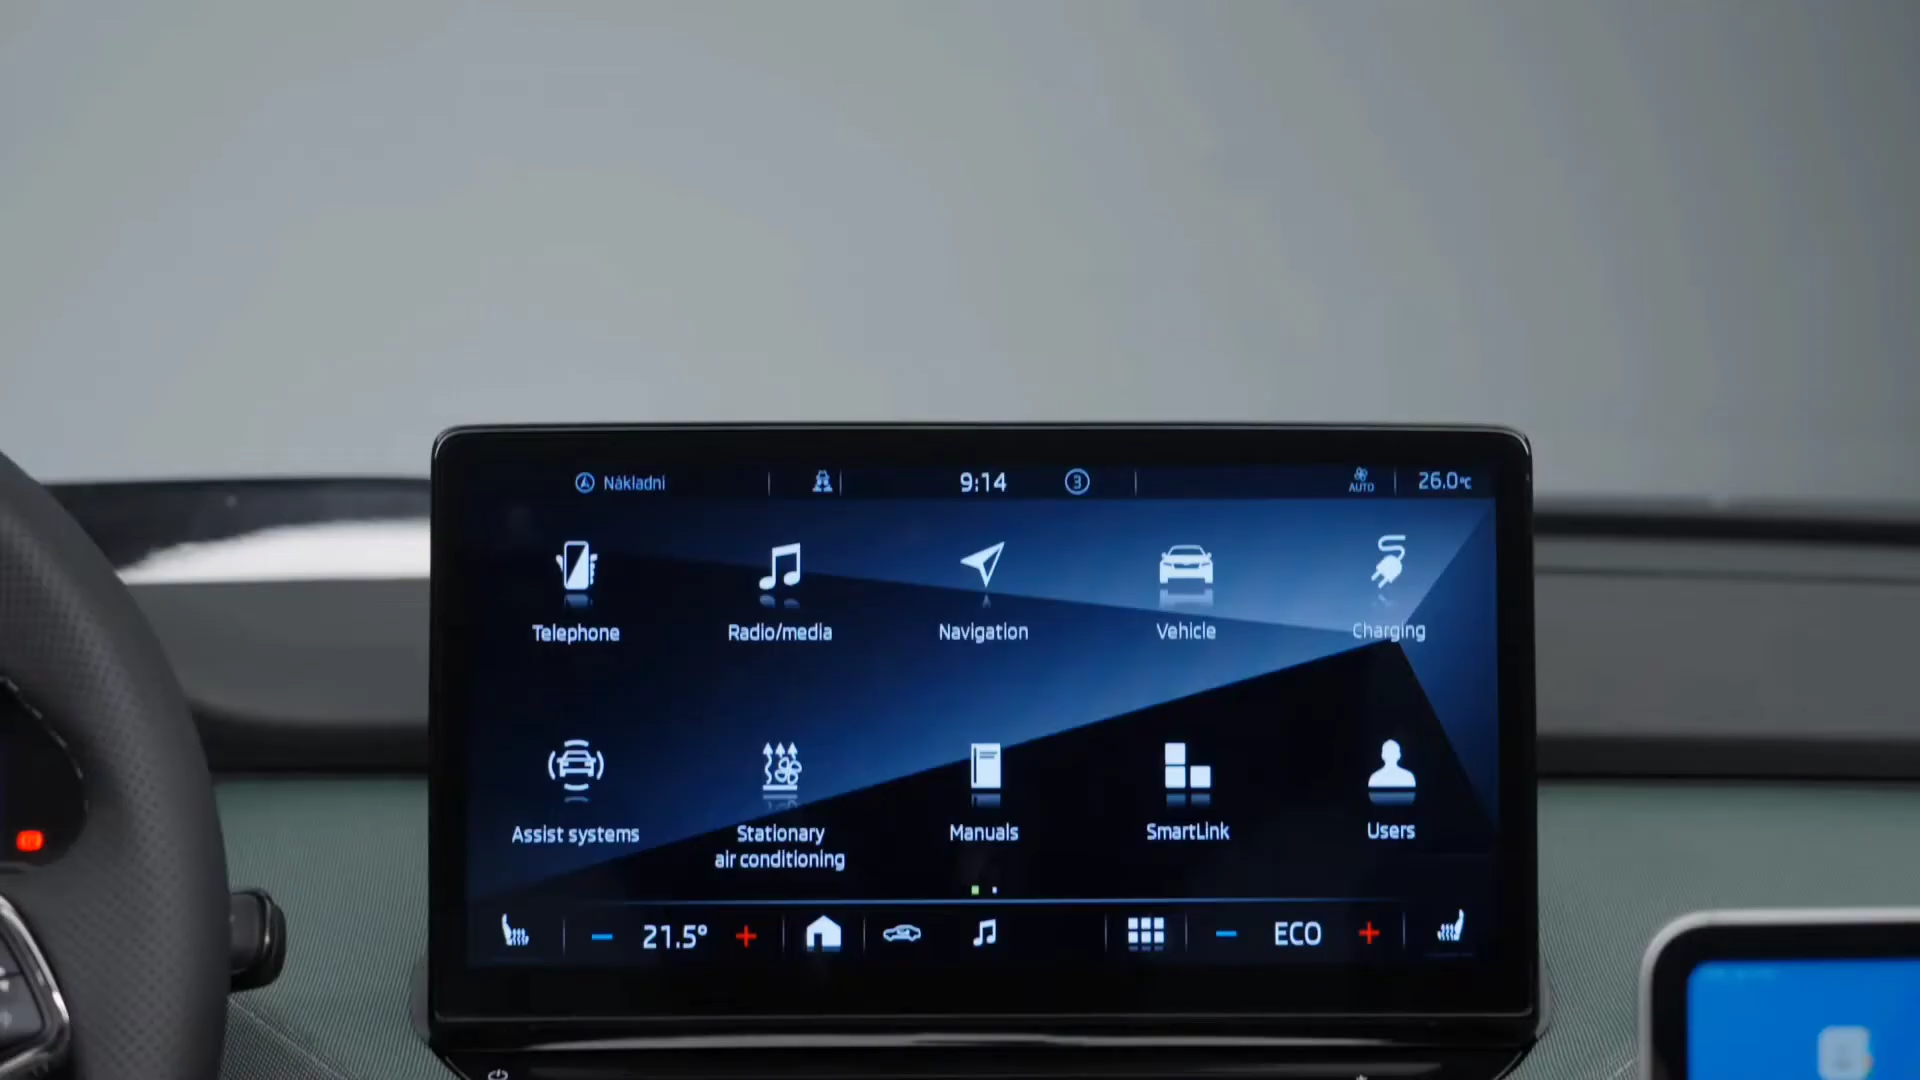 Nákladní
9:14
3
AUTO
26.0°C
Telephone
Radio/media
Navigation
Vehicle
Charging
Assist systems
Stationary
air conditioning
Manuals
SmartLink
Users
21.5°
ECO